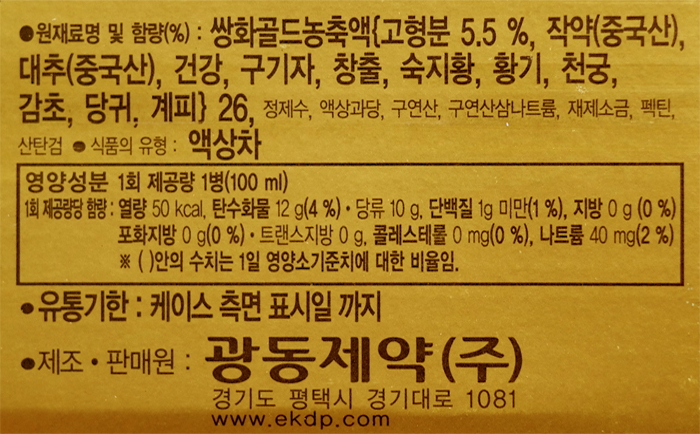 ●원재료명 및 함량(%) : 쌍화골드농축액{고형분 5.5 %, 작약(중국산),
대추(중국산), 건강, 구기자, 창출, 숙지황, 황기, 천궁,
감초, 당귀, 계피} 26, 정제수, 액상과당, 구연산, 구연산삼나트륨, 재제소금, 펙틴,
산탄검 ● 식품의 유형 : 액상차
영양성분 1회 제공량 1병(100 ml)
1회 제공량당 함량 : 열량 50 kcal, 탄수화물 12 g(4 %)・당류 10 g, 단백질 1g 미만(1 %), 지방 0 g (0 %)
포화지방 0 g(0 %)・트랜스지방 0 g, 콜레스테롤 0 mg(0 %), 나트륨 40 mg(2 %)
※ ( )안의 수치는 1일 영양소기준치에 대한 비율임.
●유통기한 : 케이스 측면 표시일 까지
●제조・판매원 : 광동제약(주)
경기도 평택시 경기대로 1081
www.ekdp.com